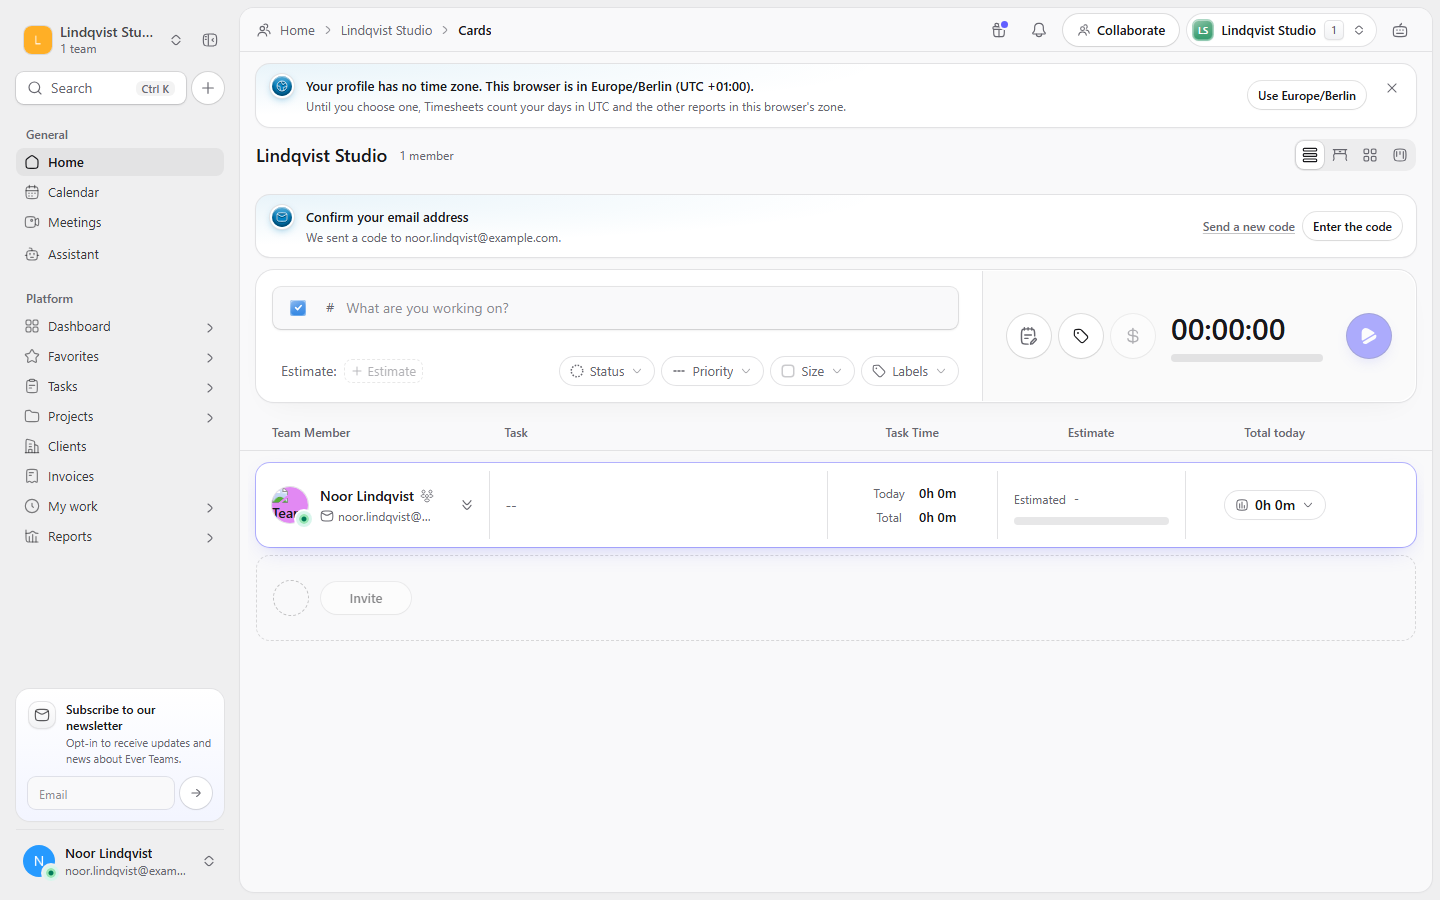 L
Lindqvist Stu...
1 team
Search
Ctrl K
General
Home
Calendar
Meetings
Assistant
Platform
Dashboard
Favorites
Tasks
Projects
Clients
Invoices
My work
Reports
Subscribe to our
newsletter
Opt-in to receive updates and
news about Ever Teams.
Email
N
Noor Lindqvist
noor.lindqvist@exam...
Home
Lindqvist Studio
Cards
Collaborate
LS
Lindqvist Studio
1
Your profile has no time zone. This browser is in Europe/Berlin (UTC +01:00).
Until you choose one, Timesheets count your days in UTC and the other reports in this browser's zone.
Use Europe/Berlin
Lindqvist Studio
1 member
Confirm your email address
We sent a code to noor.lindqvist@example.com.
Send a new code
Enter the code
# What are you working on?
Estimate:
+ Estimate
Status
Priority
Size
Labels
$
00:00:00
Team Member
Task
Task Time
Estimate
Total today
Noor Lindqvist
noor.lindqvist@...
--
Today 0h 0m
Total 0h 0m
Estimated -
0h 0m
Invite